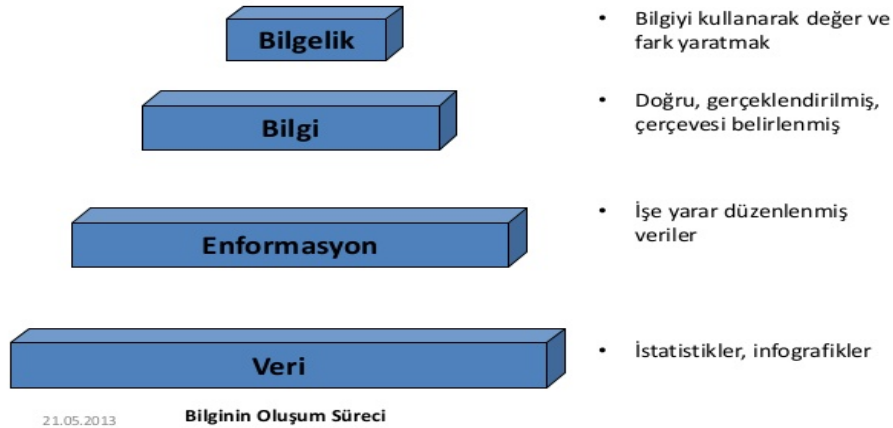 Bilgelik
• Bilgiyi kullanarak değer ve
fark yaratmak
Bilgi
• Doğru, gerçeklendirilmiş,
çerçevesi belirlenmiş
Enformasyon
• İşe yarar düzenlenmiş
veriler
Veri
• İstatistikler, infografikler
21.05.2013
Bilginin Oluşum Süreci